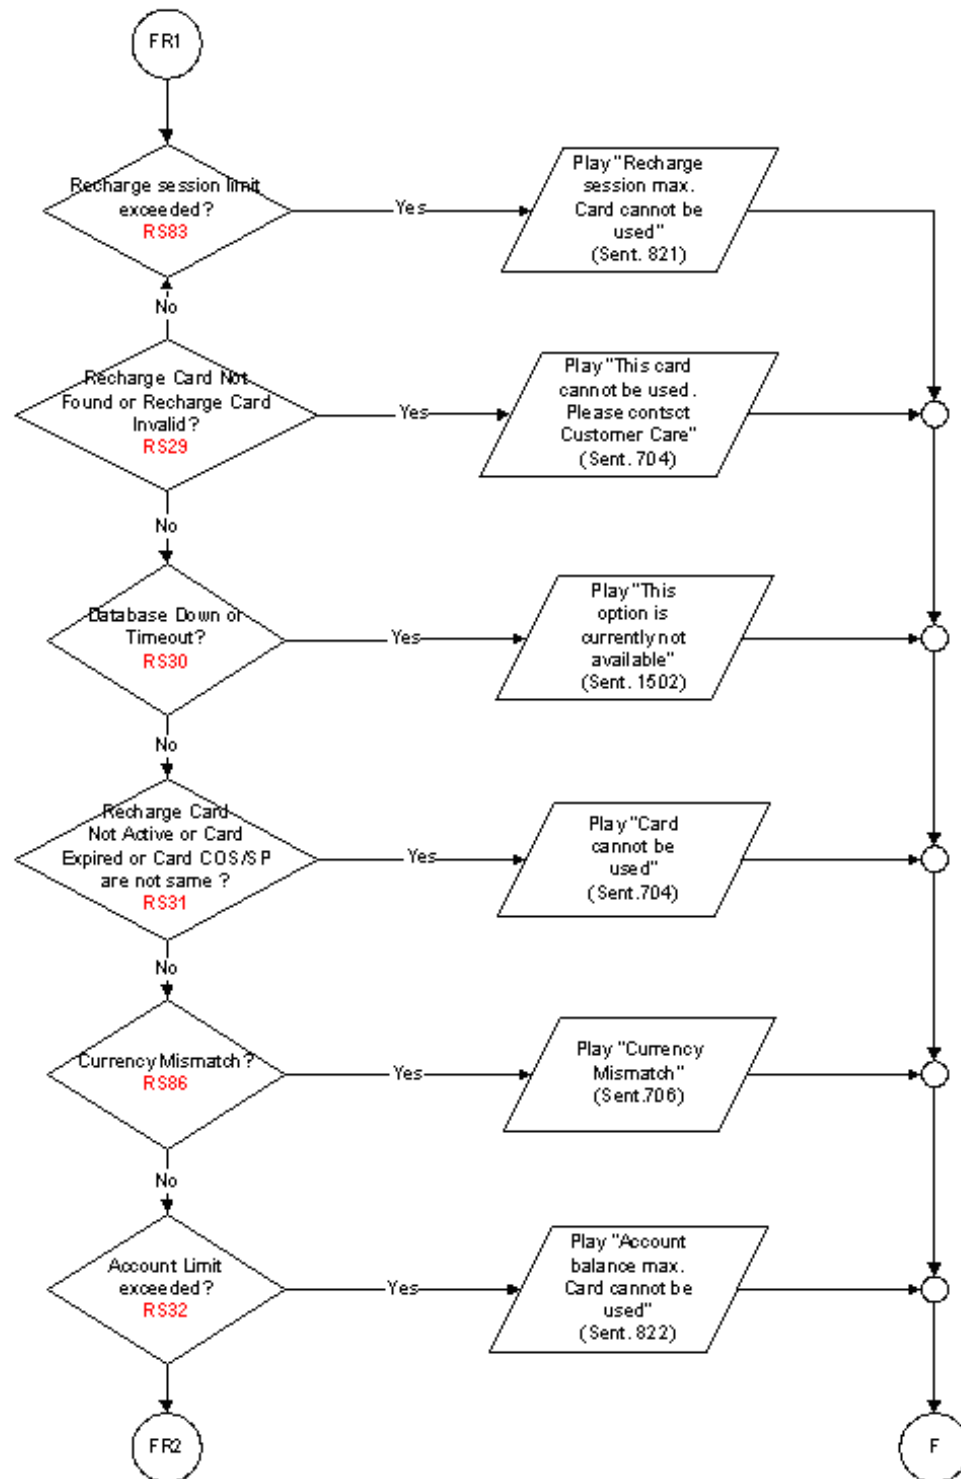 FR1
Recharge session limit
exceeded?
RS83
Yes
Play "Recharge
session max.
Card cannot be
used"
(Sent. 821)
No
Recharge Card Not
Found or Recharge Card
Invalid?
RS29
Yes
Play "This card
cannot be used.
Please contsct
Customer Care"
(Sent. 704)
No
Database Down or
Timeout?
RS30
Yes
Play "This
option is
currently not
available"
(Sent. 1502)
No
Recharge Card
Not Active or Card
Expired or Card COS/SP
are not same ?
RS31
Yes
Play "Card
cannot be
used"
(Sent.704)
No
Currency Mismatch?
RS86
Yes
Play "Currency
Mismatch"
(Sent.706)
No
Account Limit
exceeded?
RS32
Yes
Play "Account
balance max.
Card cannot be
used"
(Sent. 822)
FR2
F